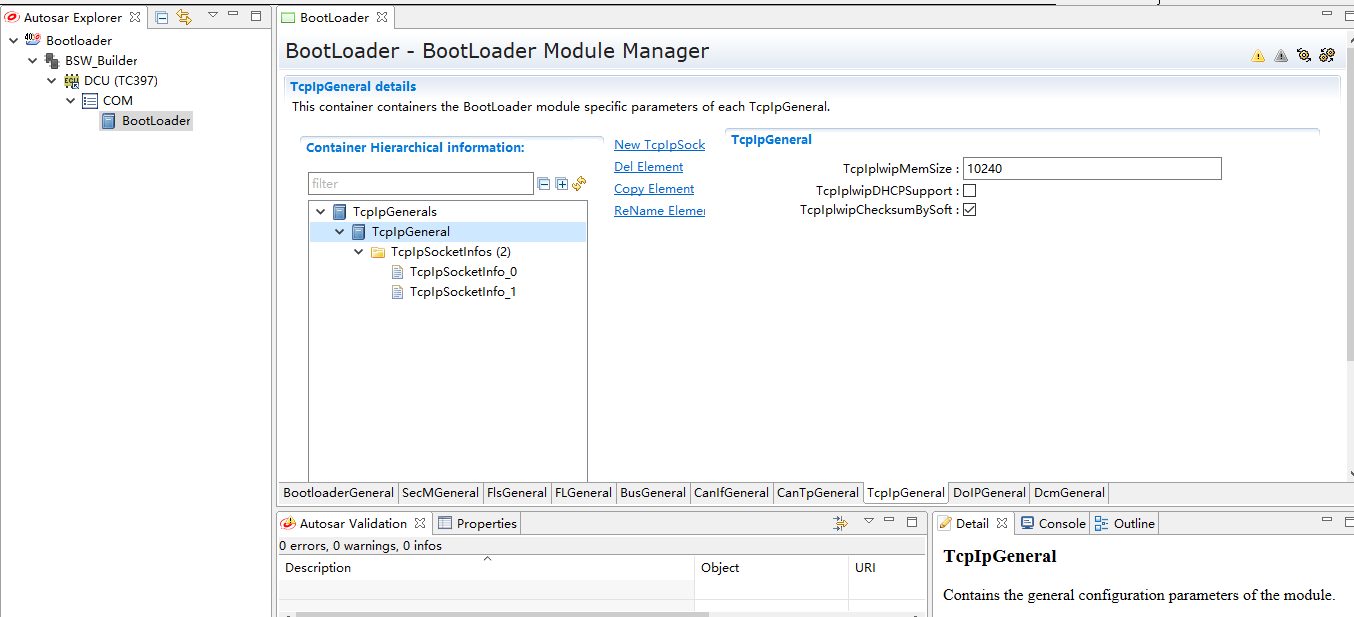 Autosar Explorer
Bootloader
BSW_Builder
DCU (TC397)
COM
BootLoader
BootLoader
BootLoader - BootLoader Module Manager
TcpIpGeneral details
This container containers the BootLoader module specific parameters of each TcpIpGeneral.
Container Hierarchical information:
filter
TcpIpGenerals
TcpIpGeneral
TcpIpSocketInfos (2)
TcpIpSocketInfo_0
TcpIpSocketInfo_1
New TcpIpSock
Del Element
Copy Element
ReName Elemen
TcpIpGeneral
TcpIplwipMemSize : 10240
TcpIplwipDHCPSupport :
TcpIplwipChecksumBySoft :
BootloaderGeneral SecMGeneral FlsGeneral FLGeneral BusGeneral CanIfGeneral CanTpGeneral TcpIpGeneral DoIPGeneral DcmGeneral
Autosar Validation Properties
0 errors, 0 warnings, 0 infos
Description Object URI
Detail Console Outline
TcpIpGeneral
Contains the general configuration parameters of the module.